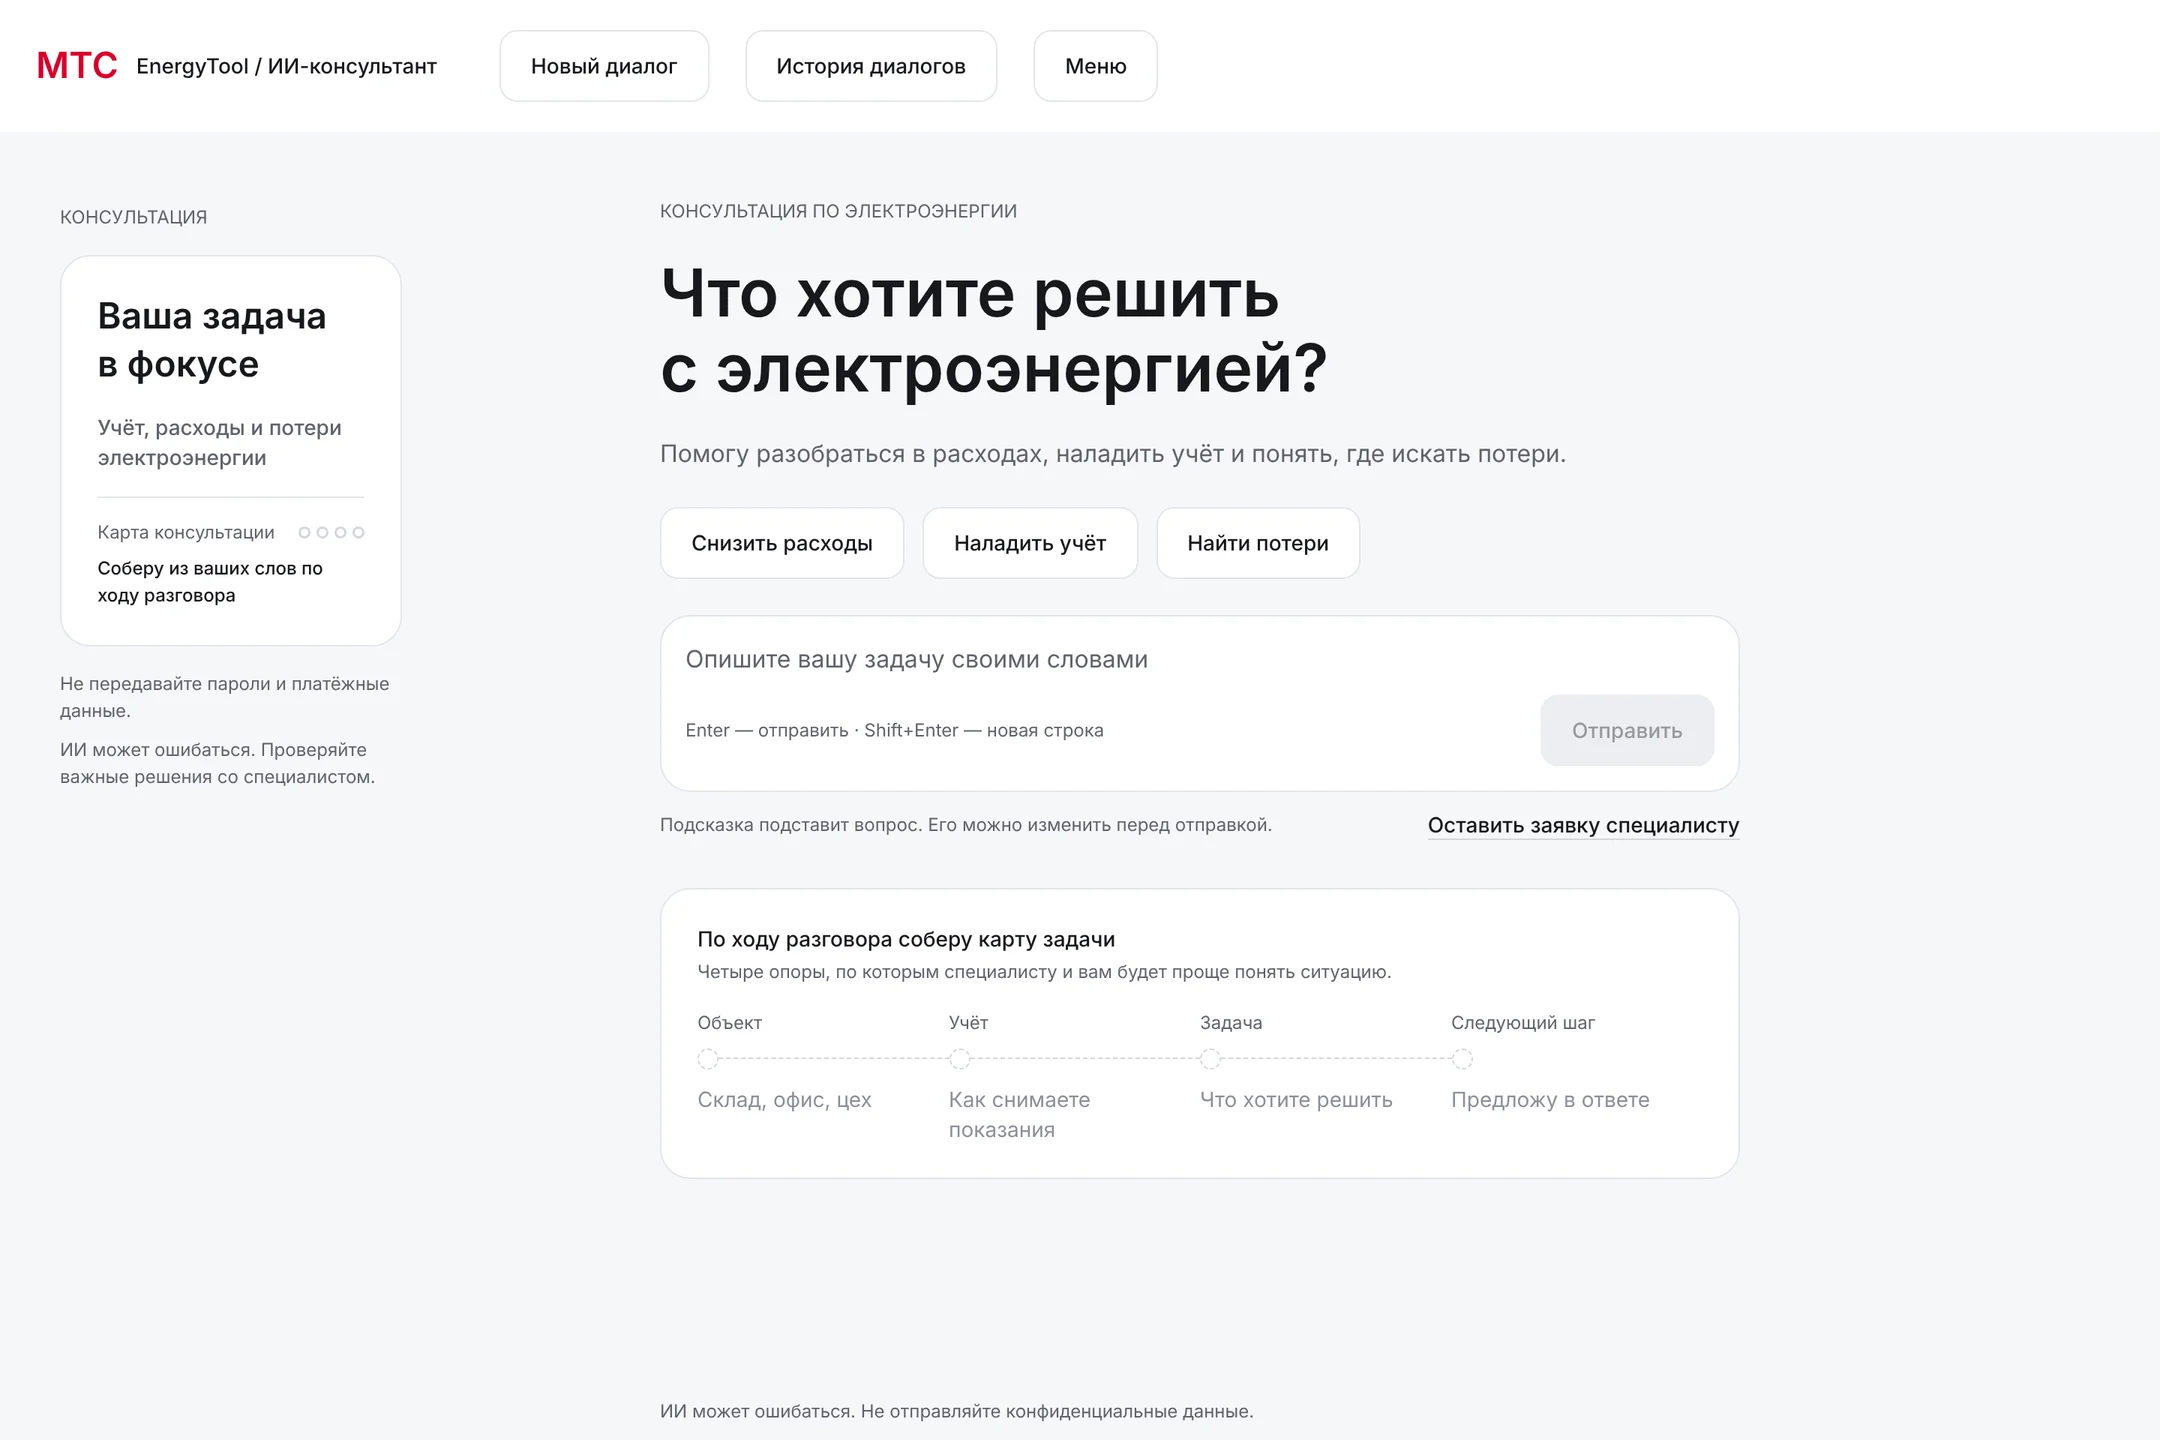 МТС EnergyTool / ИИ-консультант Новый диалог История диалогов Меню
КОНСУЛЬТАЦИЯ
Ваша задача
в фокусе
Учёт, расходы и потери
электроэнергии
Карта консультации
Соберу из ваших слов по
ходу разговора
Не передавайте пароли и платёжные
данные.
ИИ может ошибаться. Проверяйте
важные решения со специалистом.
КОНСУЛЬТАЦИЯ ПО ЭЛЕКТРОЭНЕРГИИ
Что хотите решить
с электроэнергией?
Помогу разобраться в расходах, наладить учёт и понять, где искать потери.
Снизить расходы Наладить учёт Найти потери
Опишите вашу задачу своими словами
Enter — отправить · Shift+Enter — новая строка Отправить
Подсказка подставит вопрос. Его можно изменить перед отправкой. Оставить заявку специалисту
По ходу разговора соберу карту задачи
Четыре опоры, по которым специалисту и вам будет проще понять ситуацию.
Объект Учёт Задача Следующий шаг
Склад, офис, цех Как снимаете показания Что хотите решить Предложу в ответе
ИИ может ошибаться. Не отправляйте конфиденциальные данные.